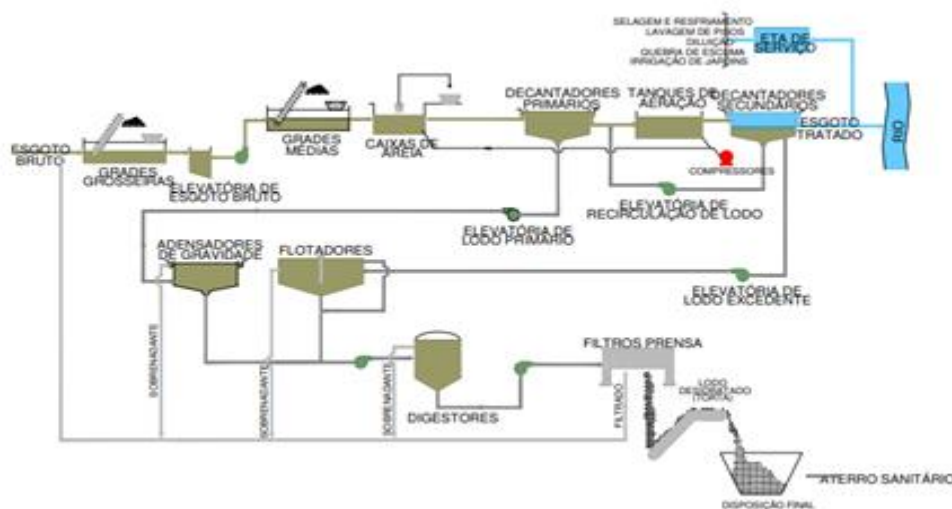 SELAGEM E RESFRIAMENTO
LAVAGEM DE PISOS
DILUIÇÃO
QUEBRA DE ESCUMA
IRRIGAÇÃO DE JARDINS
ETA DE
SERVIÇO
DECANTADORES
PRIMÁRIOS
TANQUES DE
AERAÇÃO
DECANTADORES
SECUNDÁRIOS
ESGOTO
TRATADO
RIO
ESGOTO
BRUTO
GRADES
GROSSEIRAS
ELEVATÓRIA DE
ESGOTO BRUTO
GRADES
MÉDIAS
CAIXAS DE
AREIA
COMPRESSORES
ELEVATÓRIA DE
RECIRCULAÇÃO DE LODO
ELEVATÓRIA DE
LODO PRIMÁRIO
ADENSADORES
DE GRAVIDADE
FLOTADORES
ELEVATÓRIA DE
LODO EXCEDENTE
SOBRENADANTE
SOBRENADANTE
SOBRENADANTE
DIGESTORES
FILTROS PRENSA
FILTRADO
LODO
DESIDRATADO
(TORTA)
ATERRO SANITÁRIO
DISPOSIÇÃO FINAL